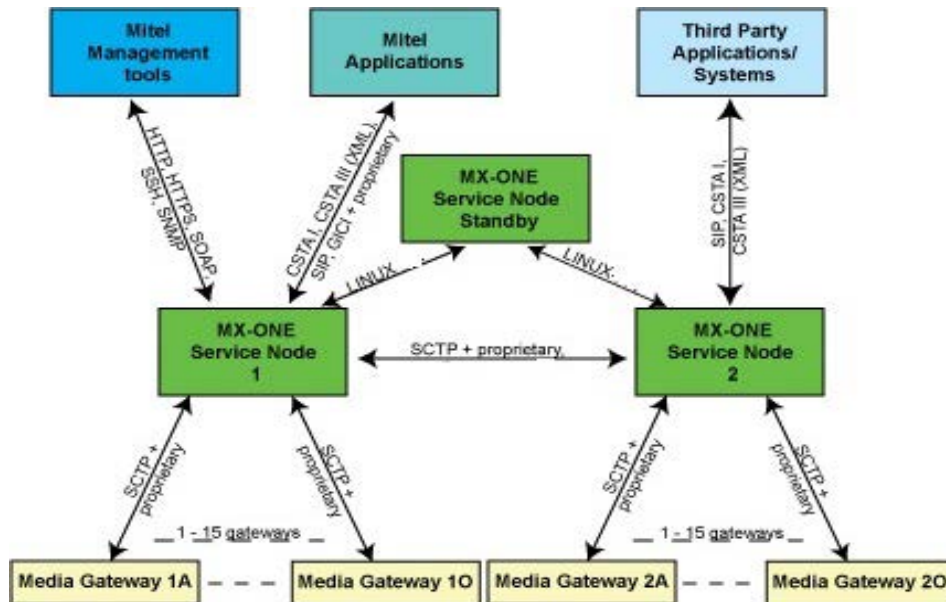 Mitel
Management
tools
Mitel
Applications
Third Party
Applications/
Systems
HTTP, HTTPS, SOAP,
SSH, SNMP
CSTA I, CSTA III (XML),
SIP, GICI + proprietary
MX-ONE
Service Node
Standby
SIP, CSTA I,
CSTA III (XML)
LINUX. . .
LINUX. . .
MX-ONE
Service Node
1
SCTP + proprietary,
MX-ONE
Service Node
2
SCTP +
proprietary
SCTP +
proprietary
SCTP +
proprietary
SCTP +
proprietary
1 - 15 gateways
1 - 15 gateways
Media Gateway 1A
Media Gateway 1O
Media Gateway 2A
Media Gateway 2O